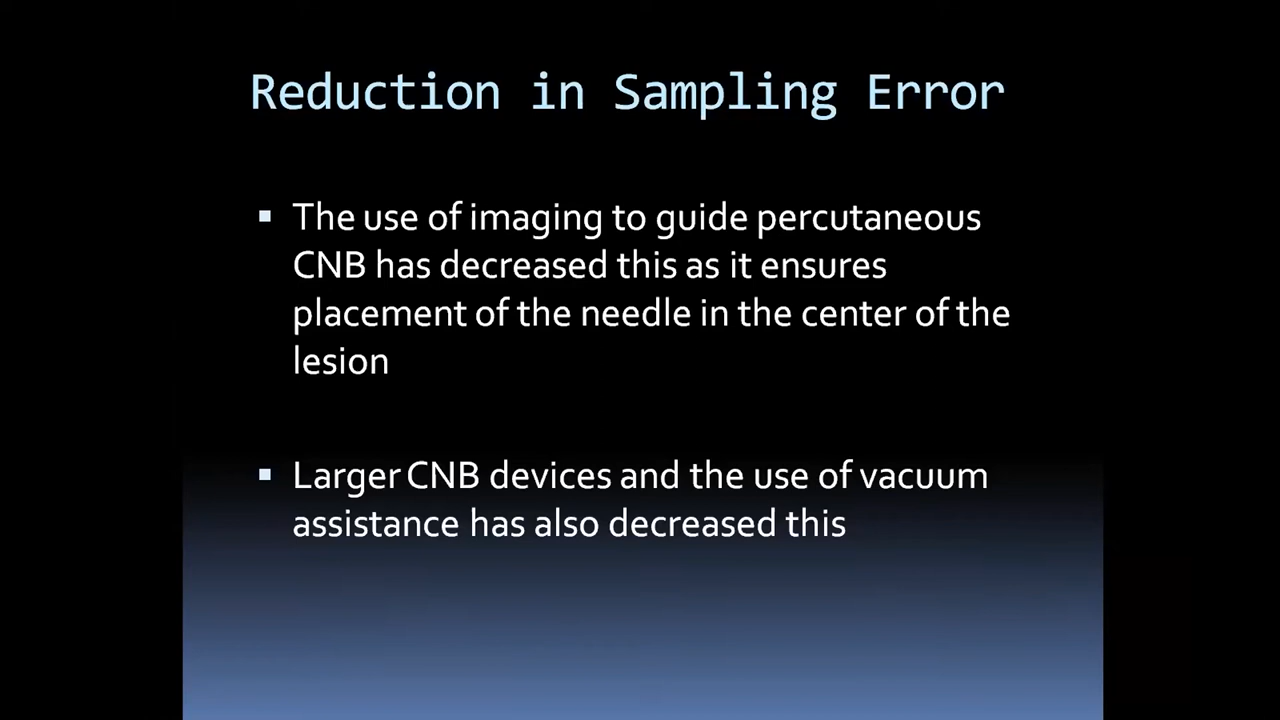 Reduction in Sampling Error
The use of imaging to guide percutaneous
CNB has decreased this as it ensures
placement of the needle in the center of the
lesion
Larger CNB devices and the use of vacuum
assistance has also decreased this